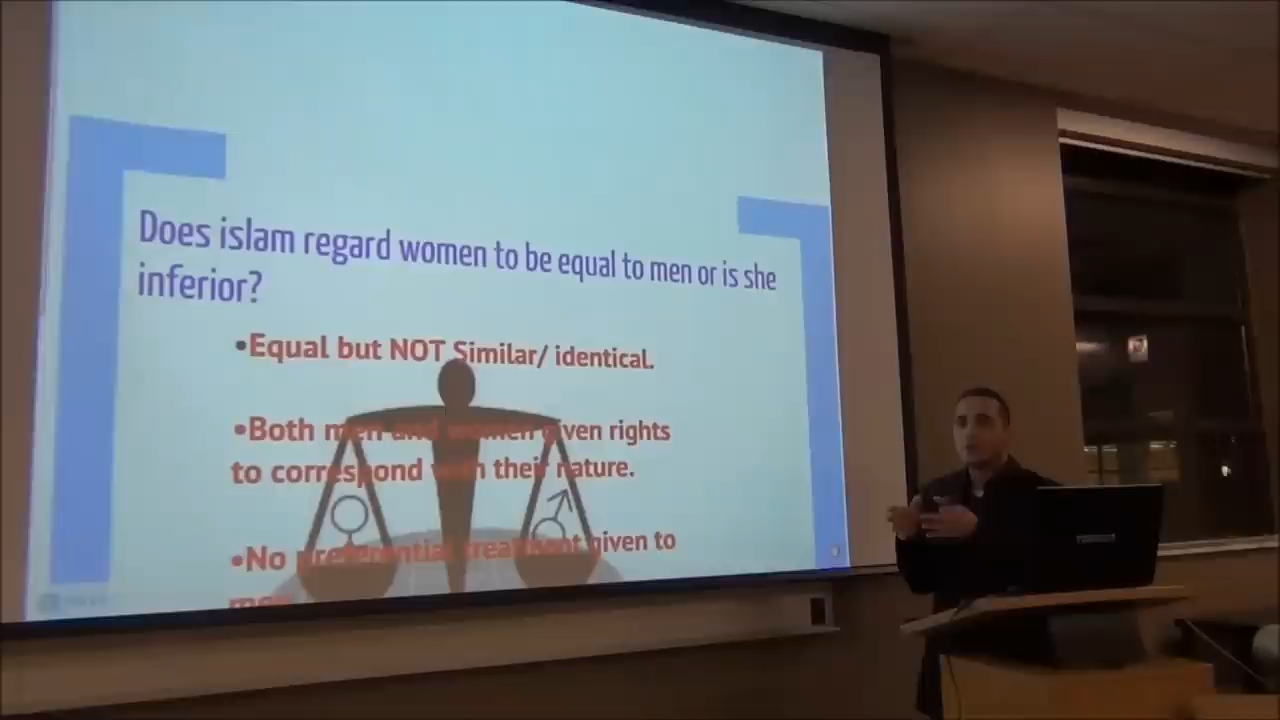 Does islam regard women to be equal to men or is she
inferior?
•Equal but NOT Similar/ identical.
•Both men and women given rights
to correspond with their nature.
•No preferential treatment given to
men